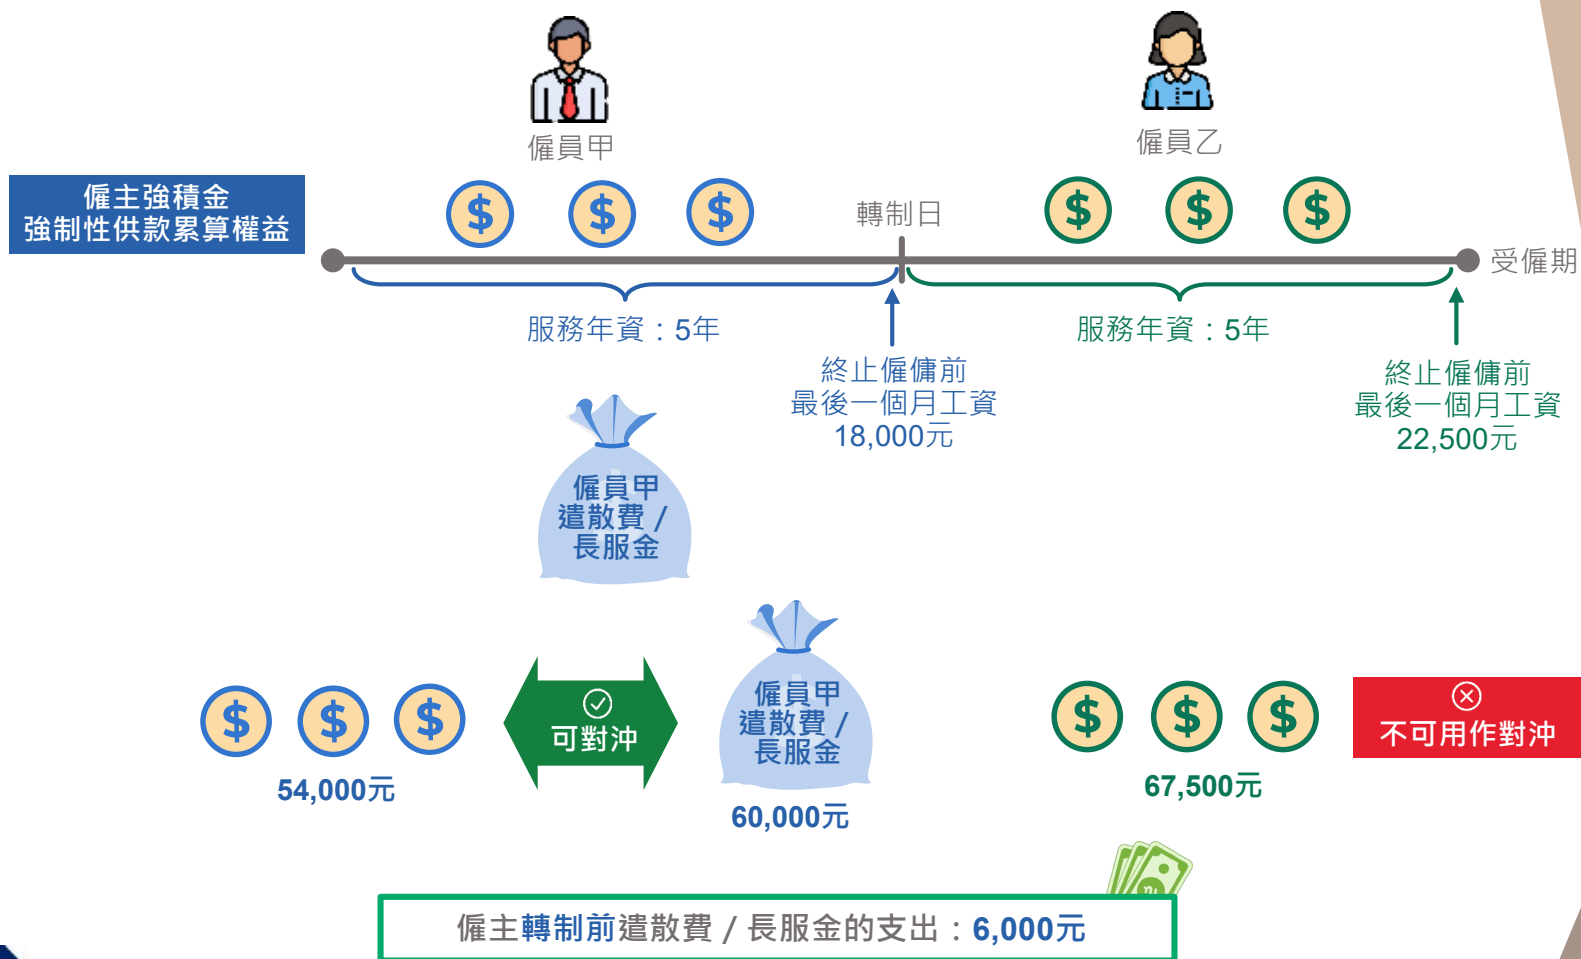 僱員甲
僱員乙
僱主強積金
強制性供款累算權益
$ $ $
轉制日
$ $ $
受僱期
服務年資：5年
服務年資：5年
終止僱傭前
最後一個月工資
18,000元
終止僱傭前
最後一個月工資
22,500元
僱員甲
遣散費 /
長服金
$ $ $
54,000元
可對沖
僱員甲
遣散費 /
長服金
60,000元
$ $ $
67,500元
不可用作對沖
僱主轉制前遣散費 / 長服金的支出：6,000元